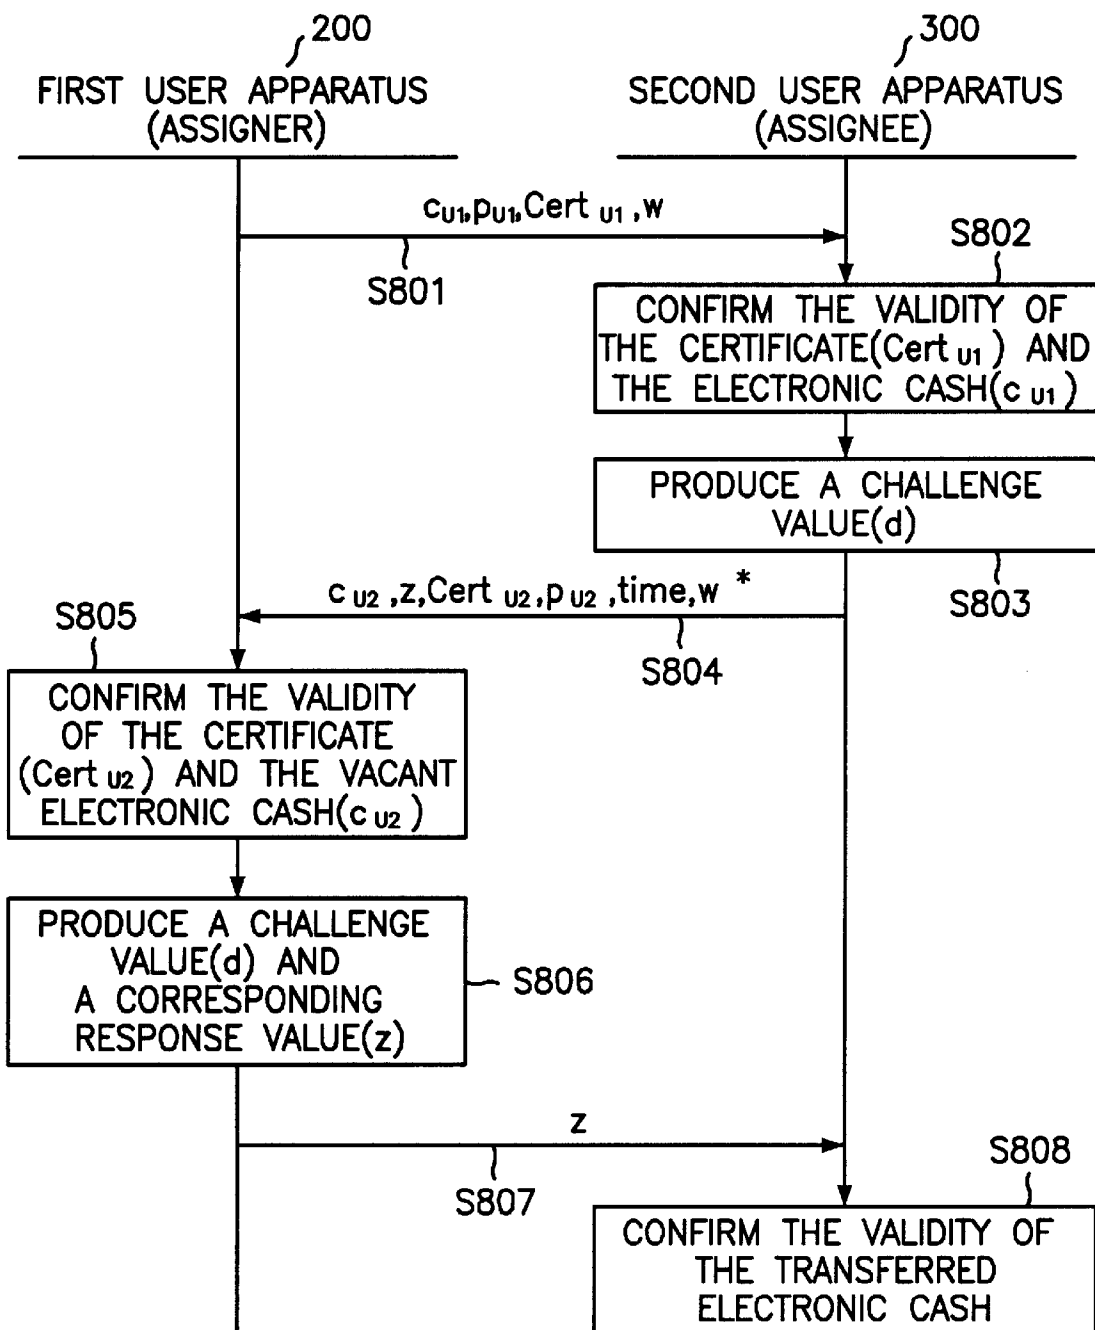 200
FIRST USER APPARATUS
(ASSIGNER)
300
SECOND USER APPARATUS
(ASSIGNEE)
cU1,pU1,Cert U1,w
S801
S802
CONFIRM THE VALIDITY OF
THE CERTIFICATE(Cert U1) AND
THE ELECTRONIC CASH(c U1)
PRODUCE A CHALLENGE
VALUE(d)
S803
c U2,z,Cert U2,p U2,time,w *
S804
S805
CONFIRM THE VALIDITY
OF THE CERTIFICATE
(Cert U2) AND THE VACANT
ELECTRONIC CASH(c U2)
PRODUCE A CHALLENGE
VALUE(d) AND
A CORRESPONDING
RESPONSE VALUE(z)
S806
z
S807
S808
CONFIRM THE VALIDITY OF
THE TRANSFERRED
ELECTRONIC CASH